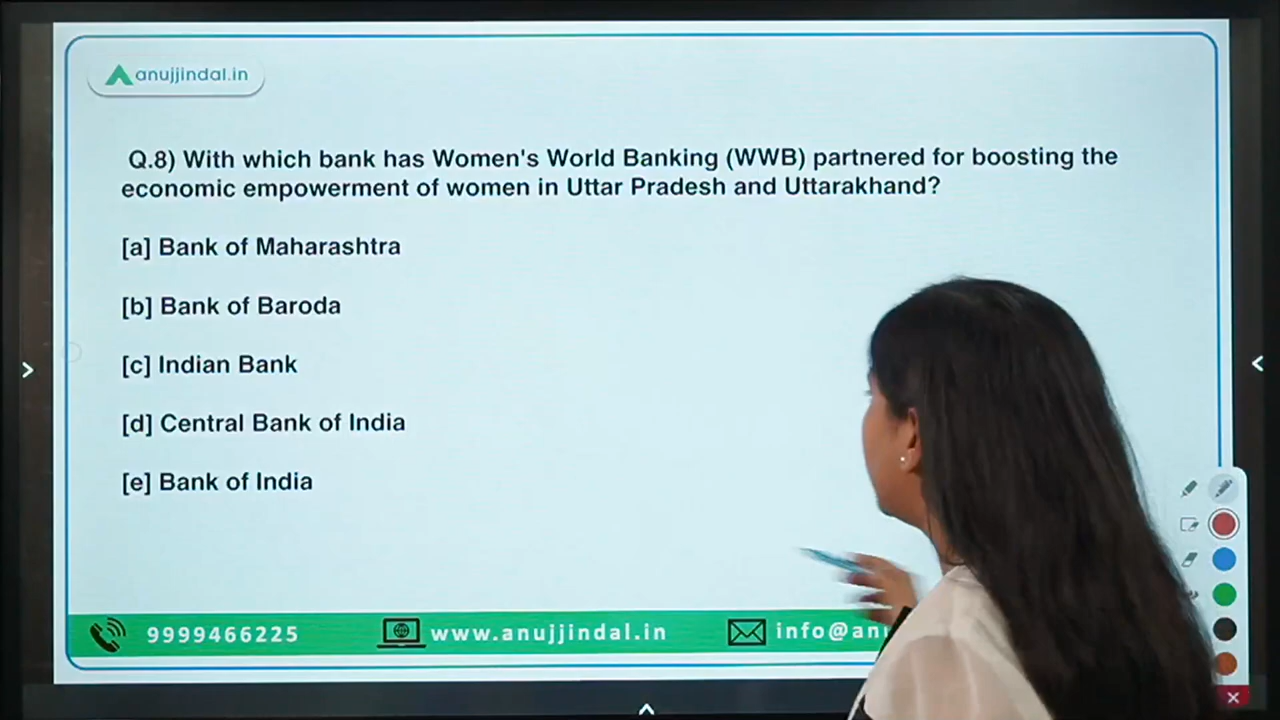 anujjindal.in
Q.8) With which bank has Women's World Banking (WWB) partnered for boosting the
economic empowerment of women in Uttar Pradesh and Uttarakhand?
[a] Bank of Maharashtra
[b] Bank of Baroda
[c] Indian Bank
[d] Central Bank of India
[e] Bank of India
9999466225 www.anujjindal.in